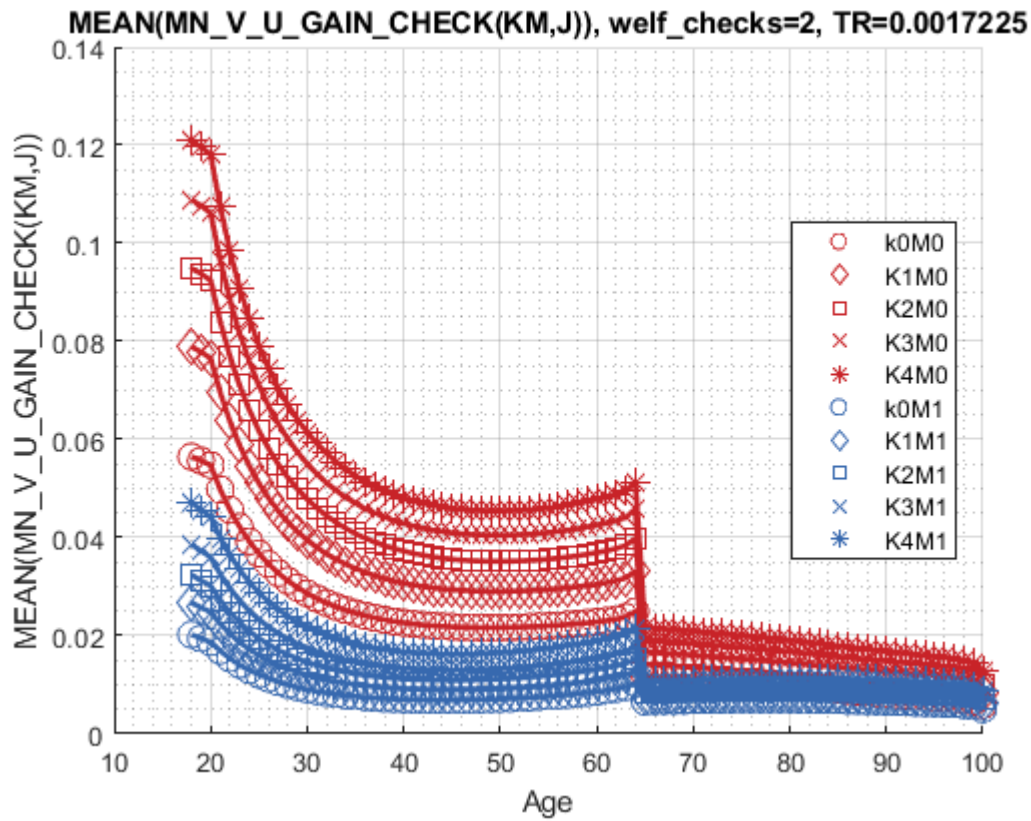 MEAN(MN_V_U_GAIN_CHECK(KM,J)), welf_checks=2, TR=0.0017225
MEAN(MN_V_U_GAIN_CHECK(KM,J))
0.14
0.12
0.1
0.08
0.06
0.04
0.02
0
k0M0
K1M0
K2M0
K3M0
K4M0
k0M1
K1M1
K2M1
K3M1
K4M1
10 20 30 40 50 60 70 80 90 100
Age